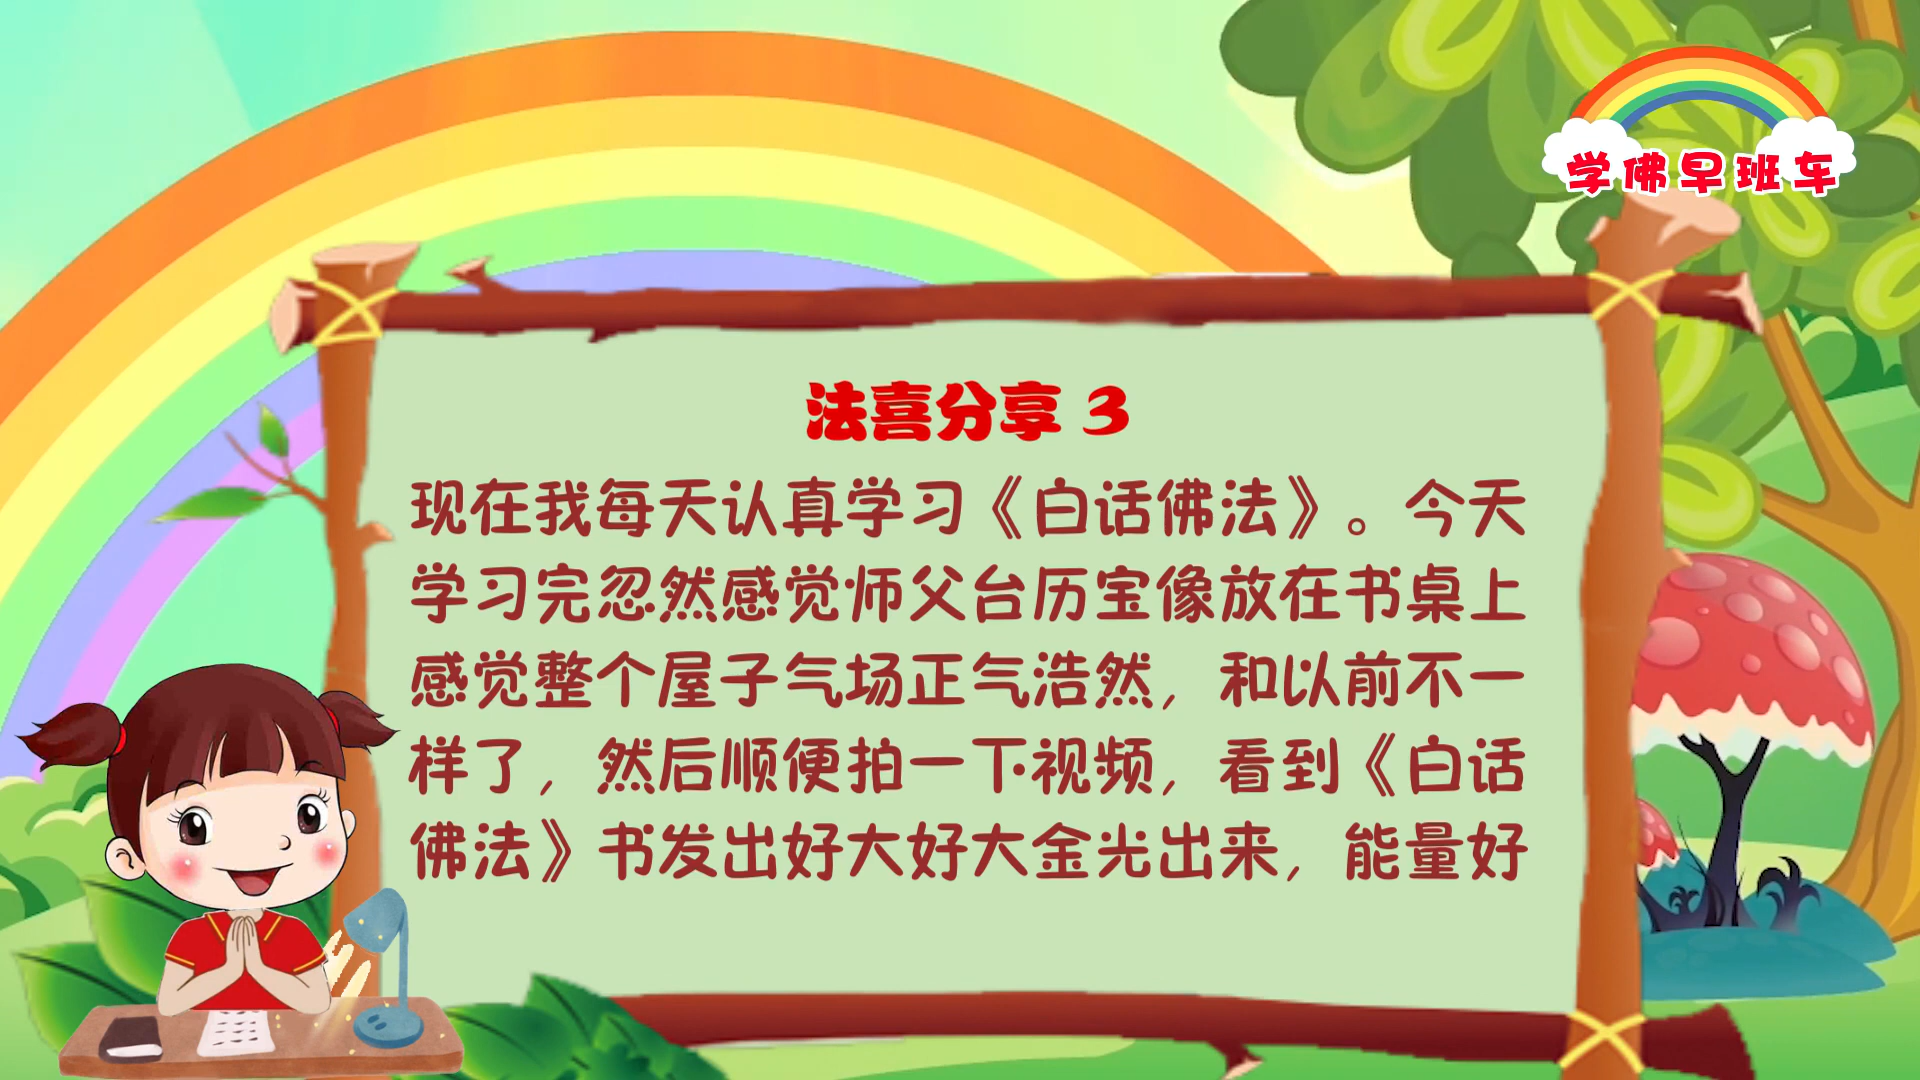 学佛早班车
法喜分享 3
现在我每天认真学习《白话佛法》。今天
学习完忽然感觉师父台历宝像放在书桌上
感觉整个屋子气场正气浩然，和以前不一
样了，然后顺便拍一下视频，看到《白话
佛法》书发出好大好大金光出来，能量好